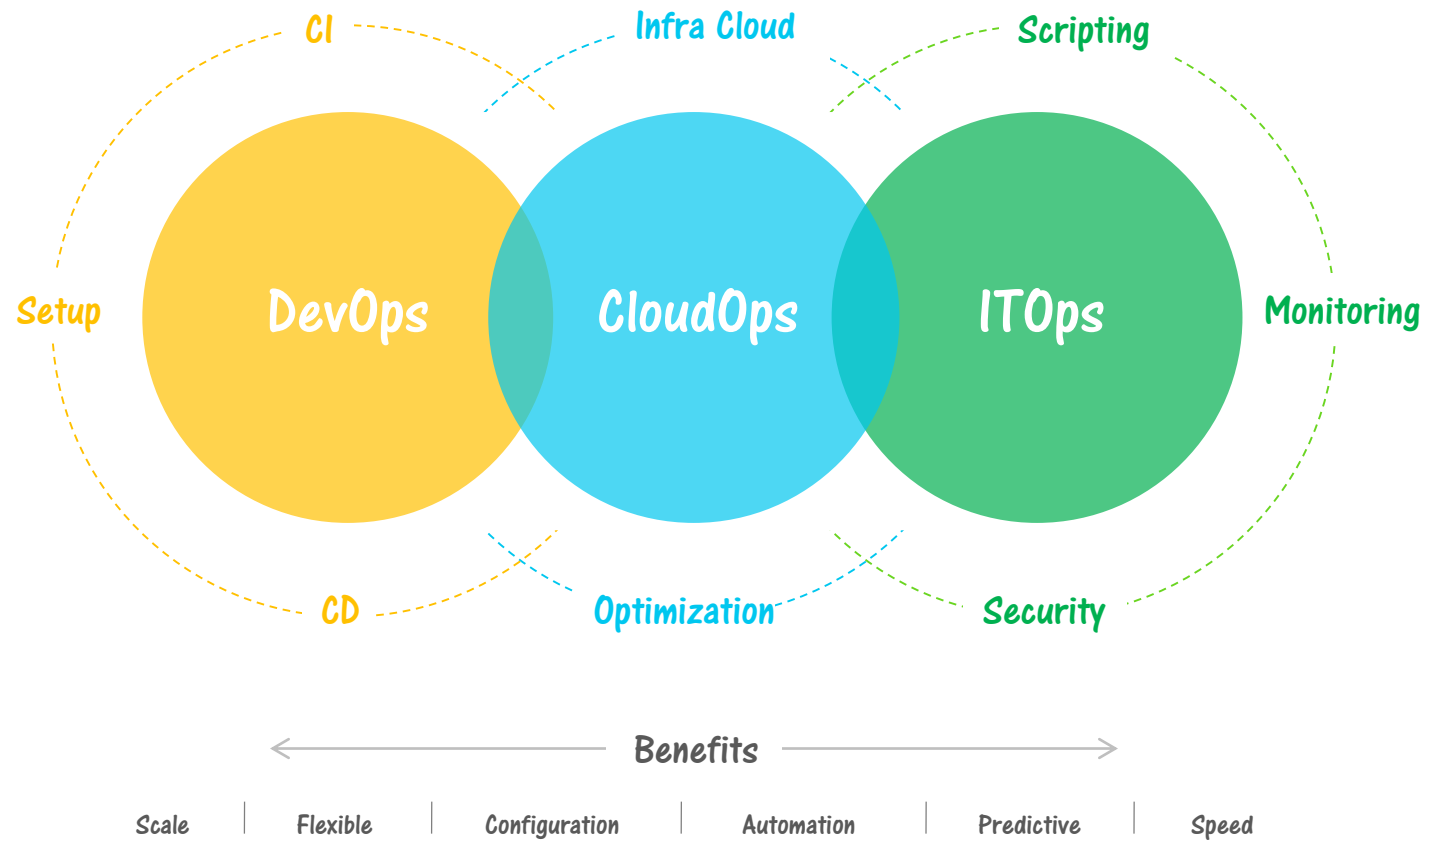 CI
Infra Cloud
Scripting
Setup
DevOps
CloudOps
ITOps
Monitoring
CD
Optimization
Security
Benefits
Scale
Flexible
Configuration
Automation
Predictive
Speed